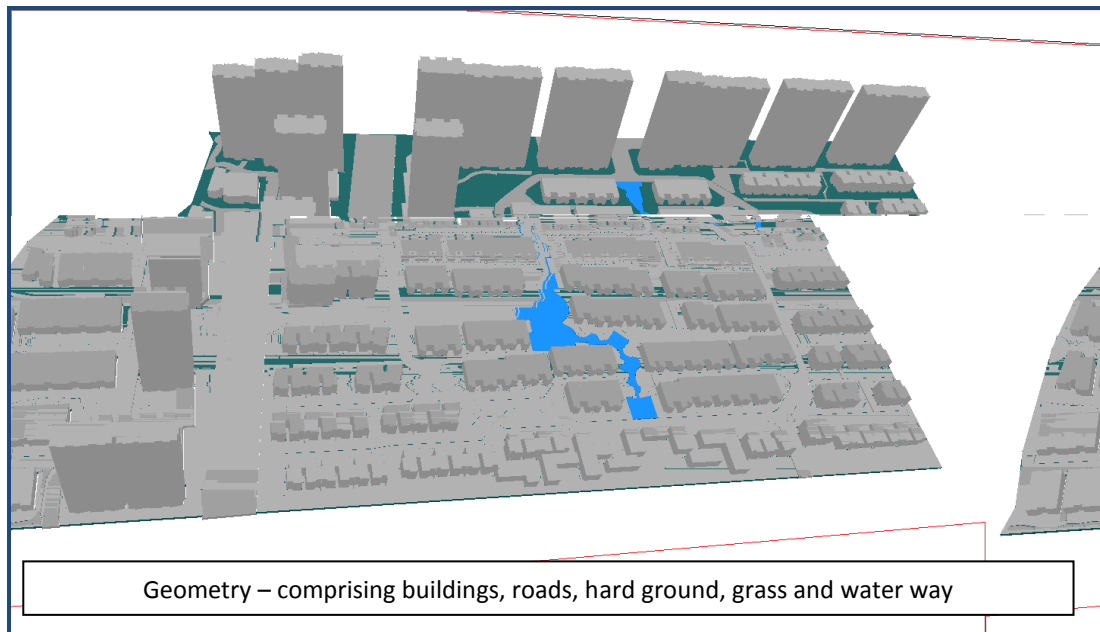 Geometry – comprising buildings, roads, hard ground, grass and water way